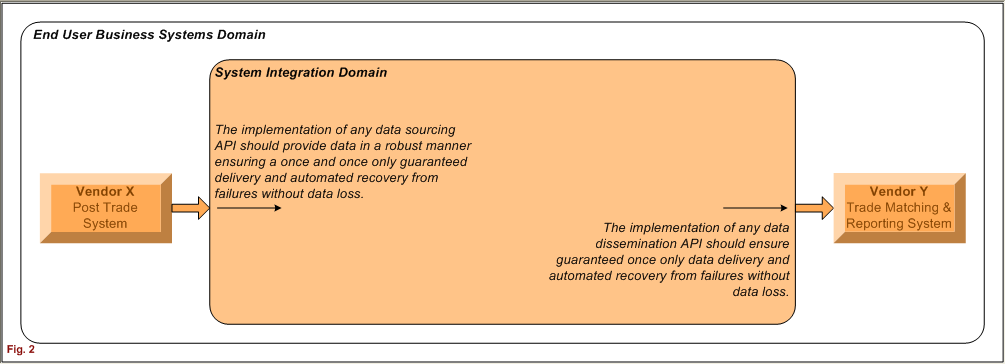 End User Business Systems Domain
System Integration Domain
The implementation of any data sourcing
API should provide data in a robust manner
ensuring a once and once only guaranteed
delivery and automated recovery from
failures without data loss.
Vendor X
Post Trade
System
Vendor Y
Trade Matching &
Reporting System
The implementation of any data
dissemination API should ensure
guaranteed once only data delivery and
automated recovery from failures without
data loss.
Fig. 2